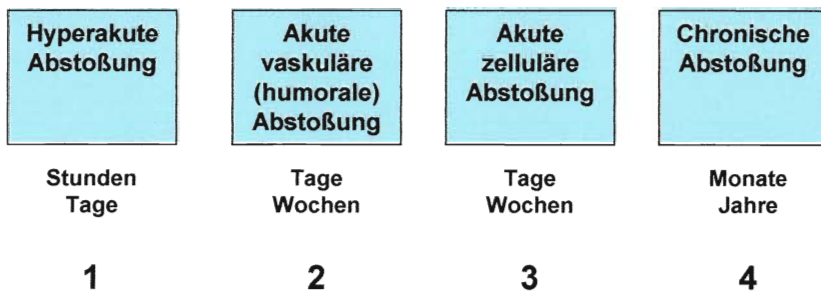 Hyperakute
Abstoßung
Akute
vaskuläre
(humorale)
Abstoßung
Akute
zelluläre
Abstoßung
Chronische
Abstoßung
Stunden
Tage
Tage
Wochen
Tage
Wochen
Monate
Jahre
1
2
3
4